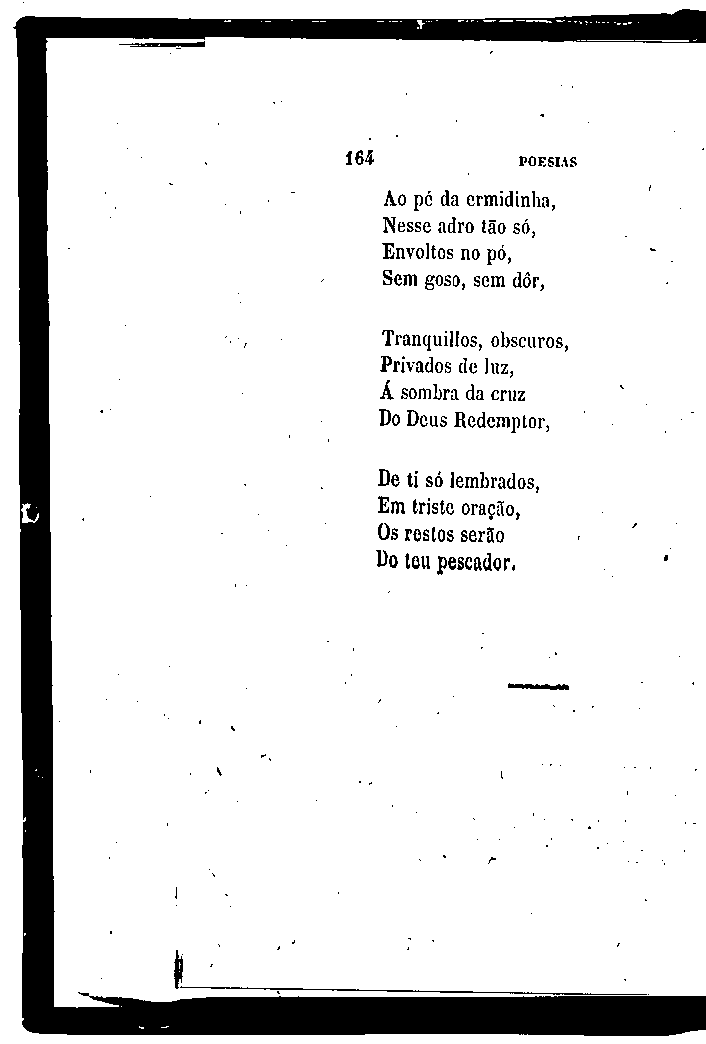 164 POESIAS
Ao pé da ermidinha,
Nesse adro tão só,
Envoltos no pó,
Sem goso, sem dôr,
Tranquillos, obscuros,
Privados de luz,
Á sombra da cruz
Do Deus Redemptor,
De ti só lembrados,
Em triste oração,
Os restos serão
Do teu pescador.